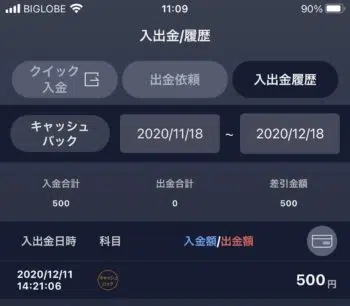 BIGLOBE 11:09 90%
入出金/履歴
クイック
入金
出金依頼
入出金履歴
キャッシュ
バック
2020/11/18 ~ 2020/12/18
入金合計 出金合計 差引金額
500 0 500
入出金日時 科目 入金額/出金額
2020/12/11
14:21:06
キャッシュ
バック
500円